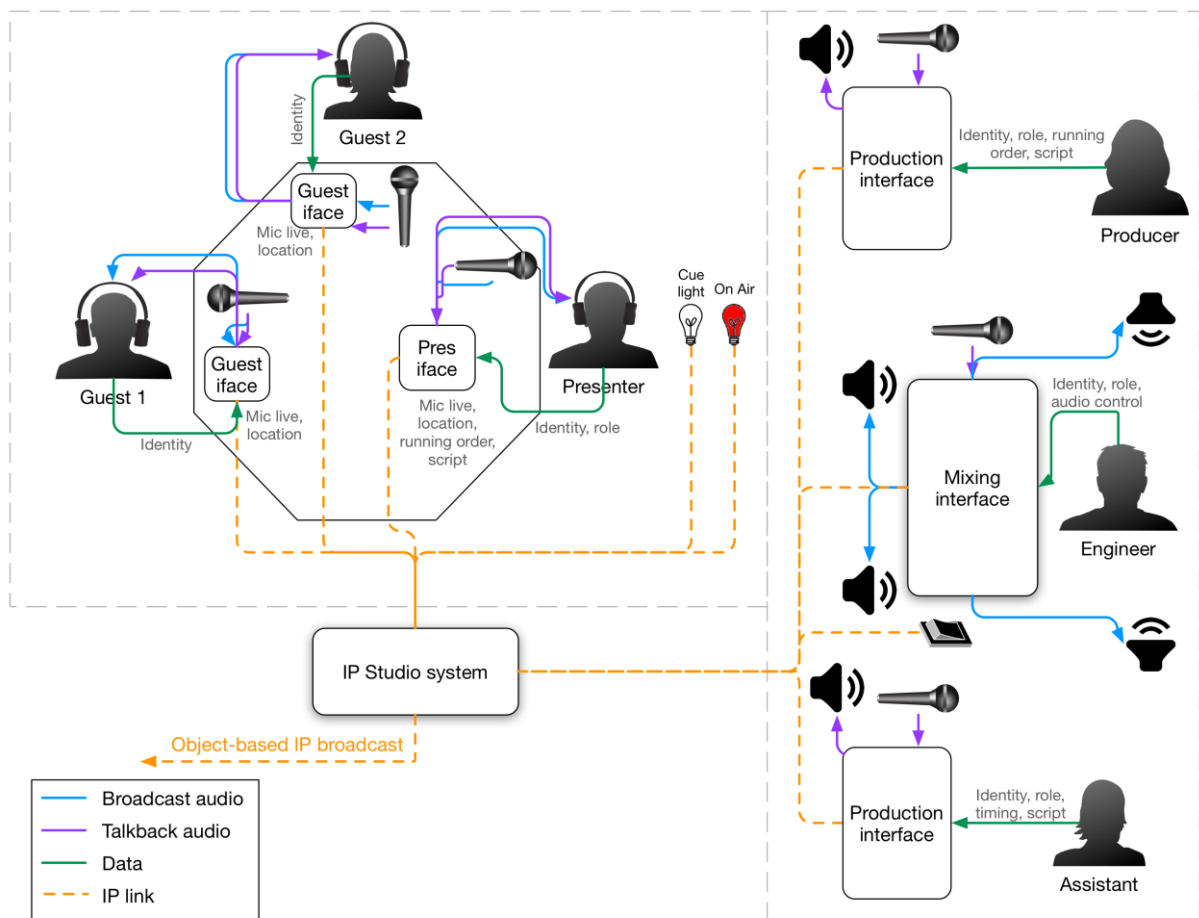 Guest 2
Identity
Guest
iface
Mic live,
location
Guest 1
Guest
iface
Mic live,
location
Identity
Pres
iface
Mic live,
location,
running order,
script
Presenter
Identity, role
Cue
light
On Air
IP Studio system
Object-based IP broadcast
Broadcast audio
Talkback audio
Data
IP link
Production
interface
Identity, role, running
order, script
Producer
Mixing
interface
Identity, role,
audio control
Engineer
Production
interface
Identity, role,
timing, script
Assistant